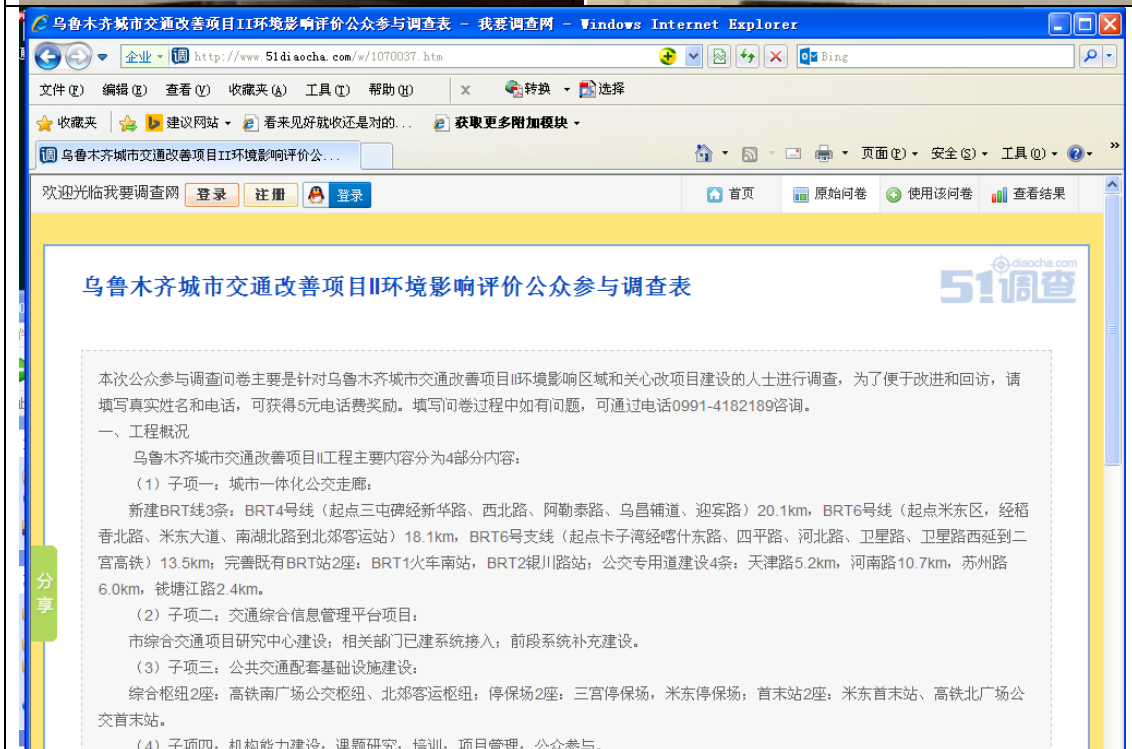 乌鲁木齐城市交通改善项目II环境影响评价公众参与调查表 - 我要调查网 - Windows Internet Explorer
企业 http://www.51diaocha.com/w/1070037.htm Bing
文件(F) 编辑(E) 查看(V) 收藏夹(A) 工具(T) 帮助(H) x 转换 选择
收藏夹 建议网站 看来见好就收还是对的... 获取更多附加模块
乌鲁木齐城市交通改善项目II环境影响评价公... 页面(P) 安全(S) 工具(O) »
欢迎光临我要调查网 登录 注册 登录 首页 原始问卷 使用该问卷 查看结果
diaocha.com
乌鲁木齐城市交通改善项目II环境影响评价公众参与调查表 51调查
本次公众参与调查问卷主要是针对乌鲁木齐城市交通改善项目II环境影响区域和关心改项目建设的人士进行调查，为了便于改进和回访，请
填写真实姓名和电话，可获得5元电话费奖励。填写问卷过程中如有问题，可通过电话0991-4182189咨询。
一、工程概况
乌鲁木齐城市交通改善项目II工程主要内容分为4部分内容：
（1）子项一：城市一体化公交走廊：
新建BRT线3条：BRT4号线（起点三屯碑经新华路、西北路、阿勒泰路、乌昌辅道、迎宾路）20.1km，BRT6号线（起点米东区，经稻
香北路、米东大道、南湖北路到北郊客运站）18.1km，BRT6号支线（起点卡子湾经喀什东路、四平路、河北路、卫星路、卫星路西延到二
宫高铁）13.5km；完善既有BRT站2座：BRT1火车南站，BRT2银川路站；公交专用道建设4条：天津路5.2km，河南路10.7km，苏州路
6.0km，钱塘江路2.4km。
（2）子项二：交通综合信息管理平台项目：
市综合交通项目研究中心建设；相关部门已建系统接入；前段系统补充建设。
（3）子项三：公共交通配套基础设施建设：
综合枢纽2座：高铁南广场公交枢纽、北郊客运枢纽；停保场2座：三宫停保场，米东停保场；首末站2座：米东首末站、高铁北广场公
交首末站。
（4）子项四：机构能力建设：课题研究，培训，项目管理，公众参与。
分
享